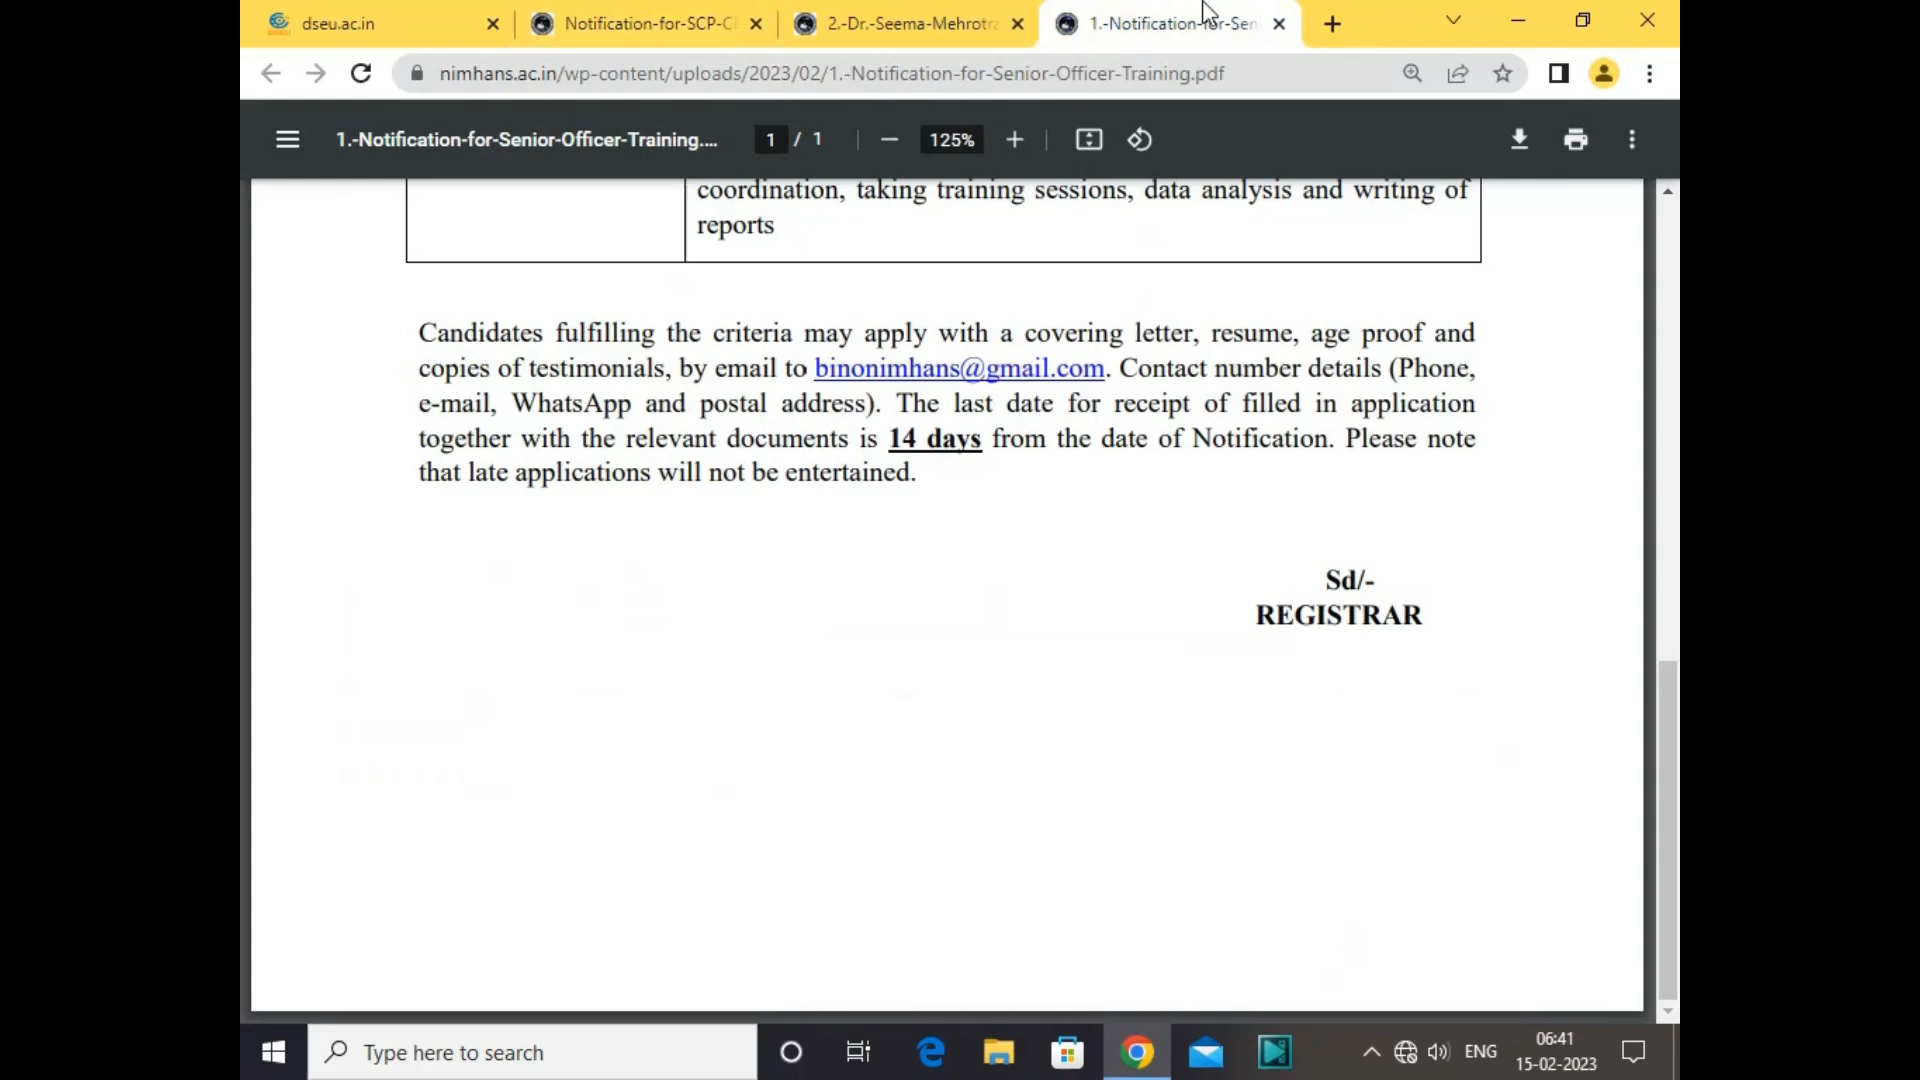 dseu.ac.in
Notification-for-SCP-C
2.-Dr.-Seema-Mehrotra
1.-Notification-for-Sen
nimhans.ac.in/wp-content/uploads/2023/02/1.-Notification-for-Senior-Officer-Training.pdf
1.-Notification-for-Senior-Officer-Training....
1 / 1
125%
coordination, taking training sessions, data analysis and writing of
reports
Candidates fulfilling the criteria may apply with a covering letter, resume, age proof and
copies of testimonials, by email to binonimhans@gmail.com. Contact number details (Phone,
e-mail, WhatsApp and postal address). The last date for receipt of filled in application
together with the relevant documents is 14 days from the date of Notification. Please note
that late applications will not be entertained.
Sd/-
REGISTRAR
Type here to search
ENG
06:41
15-02-2023